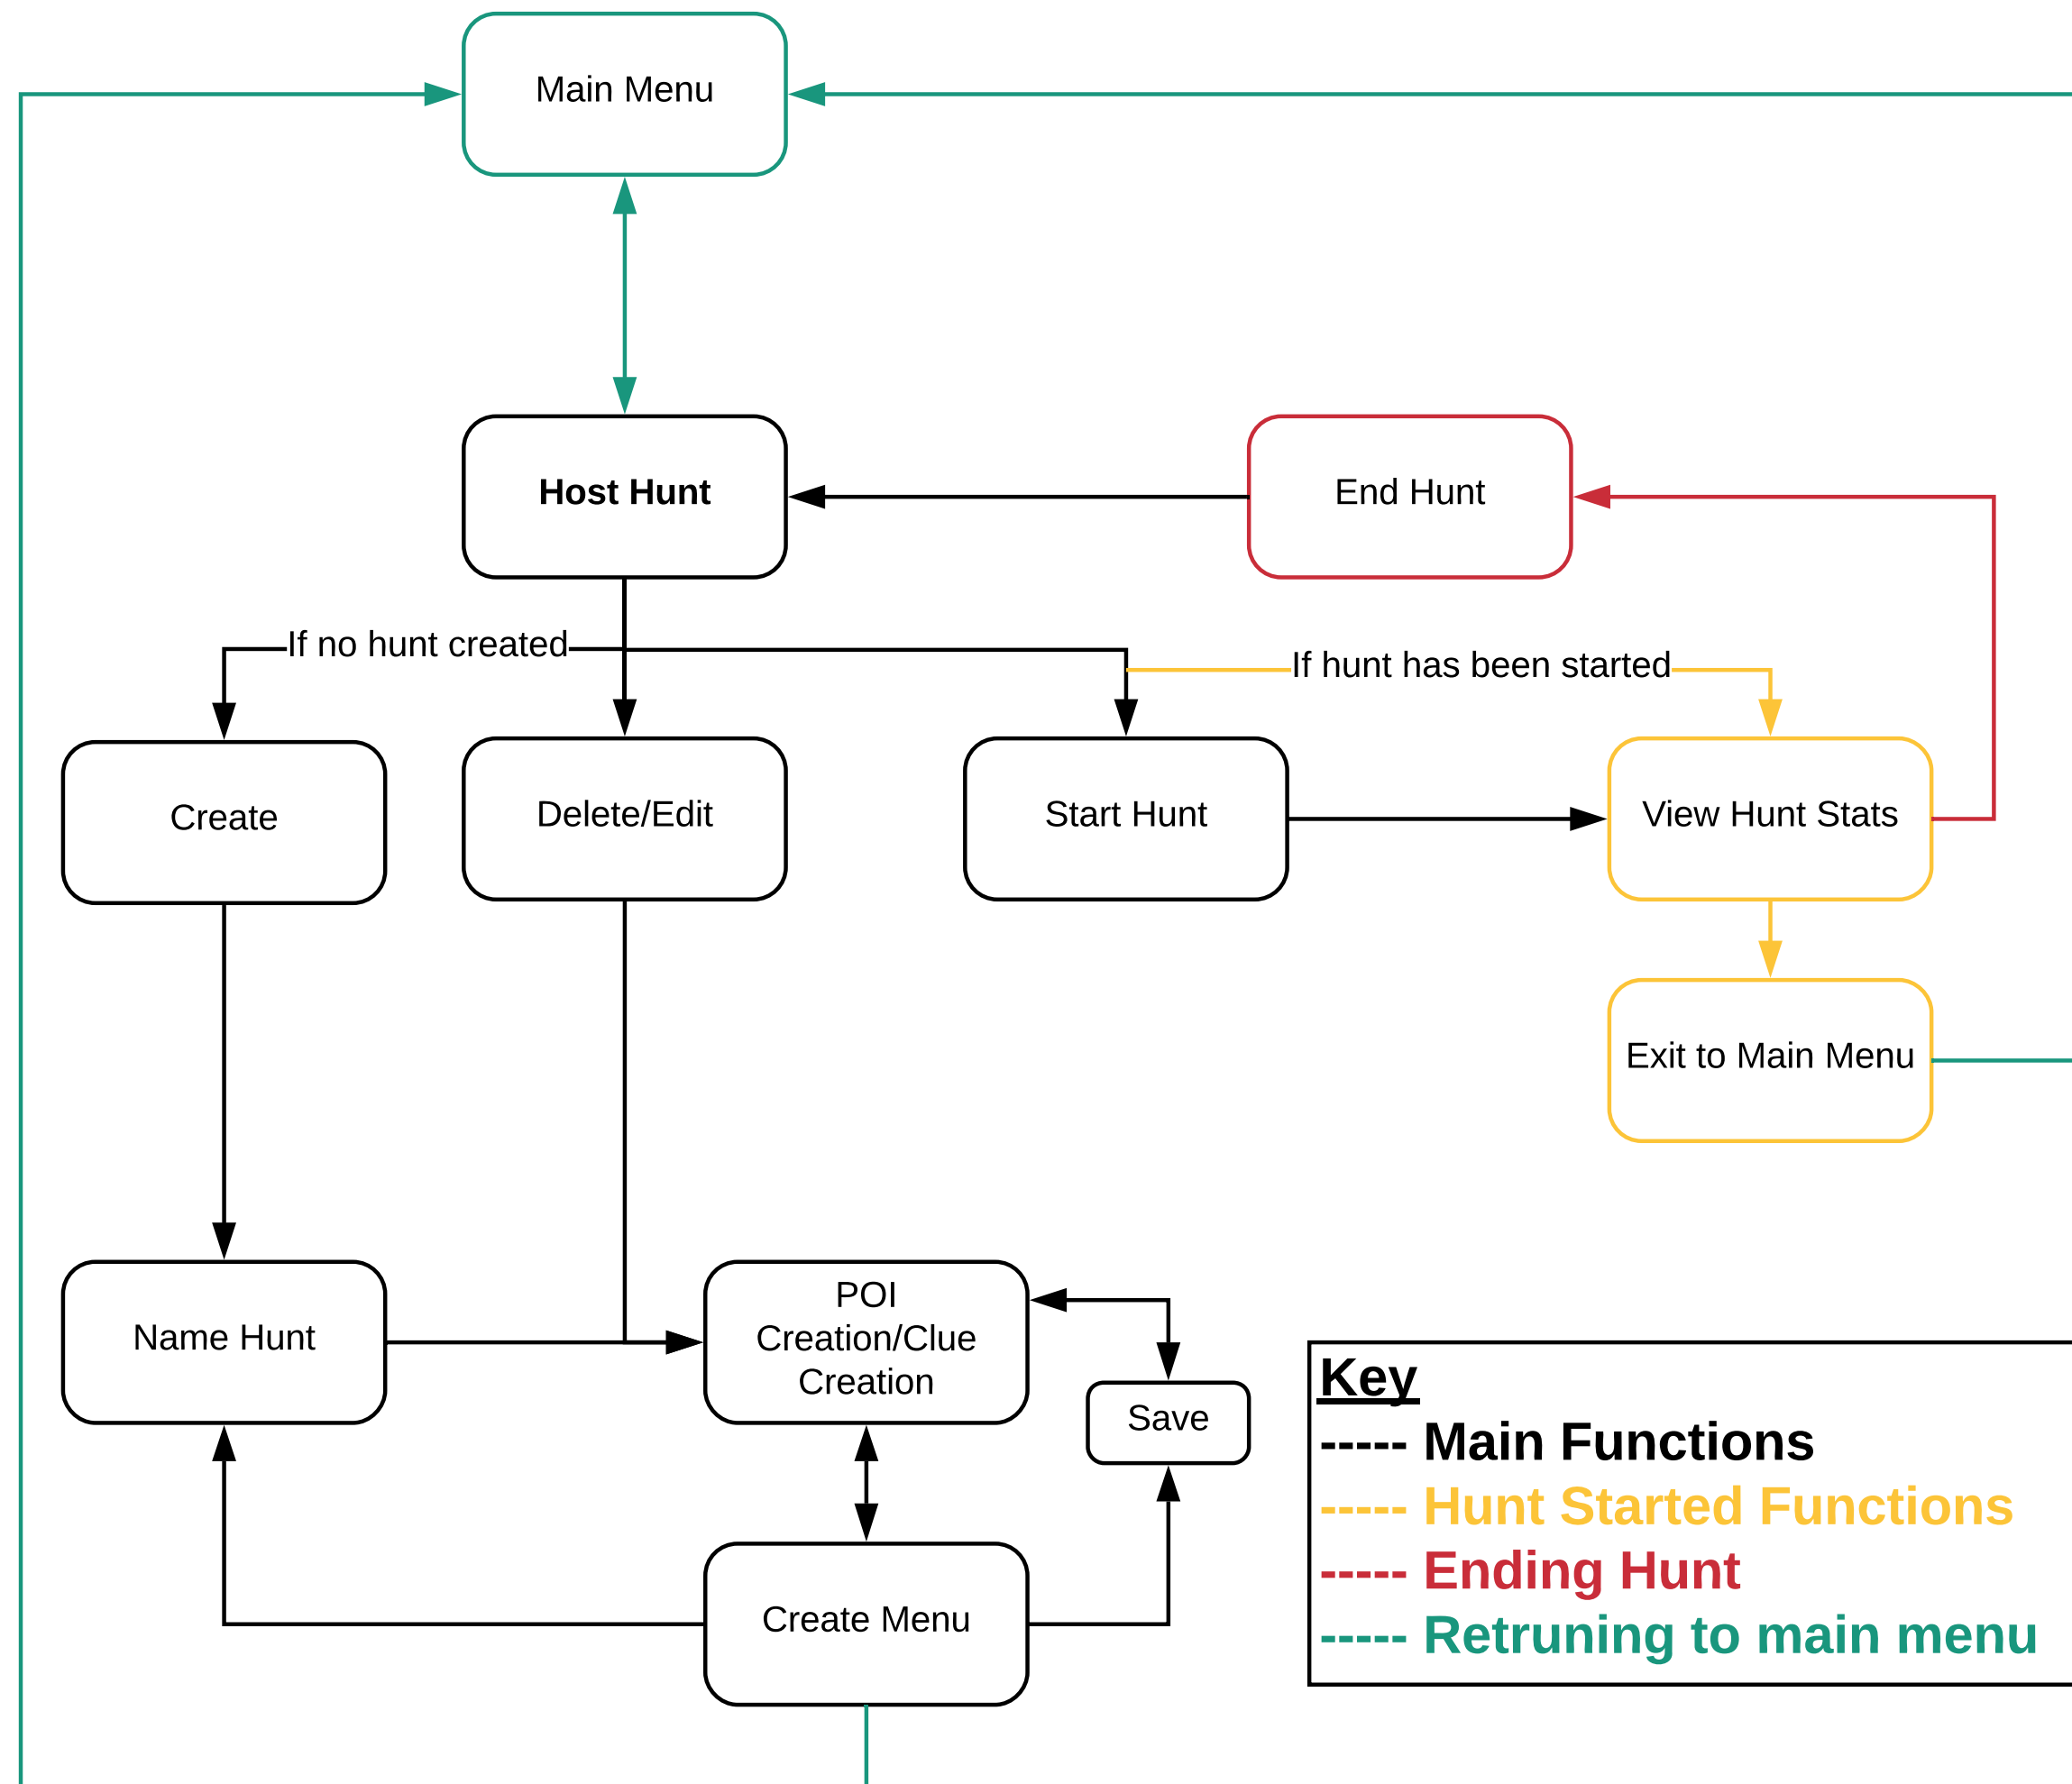 Main Menu
Host Hunt
End Hunt
If no hunt created
If hunt has been started
Create
Delete/Edit
Start Hunt
View Hunt Stats
Exit to Main Menu
Name Hunt
POI
Creation/Clue
Creation
Save
Create Menu
Key
----- Main Functions
----- Hunt Started Functions
----- Ending Hunt
----- Retruning to main menu